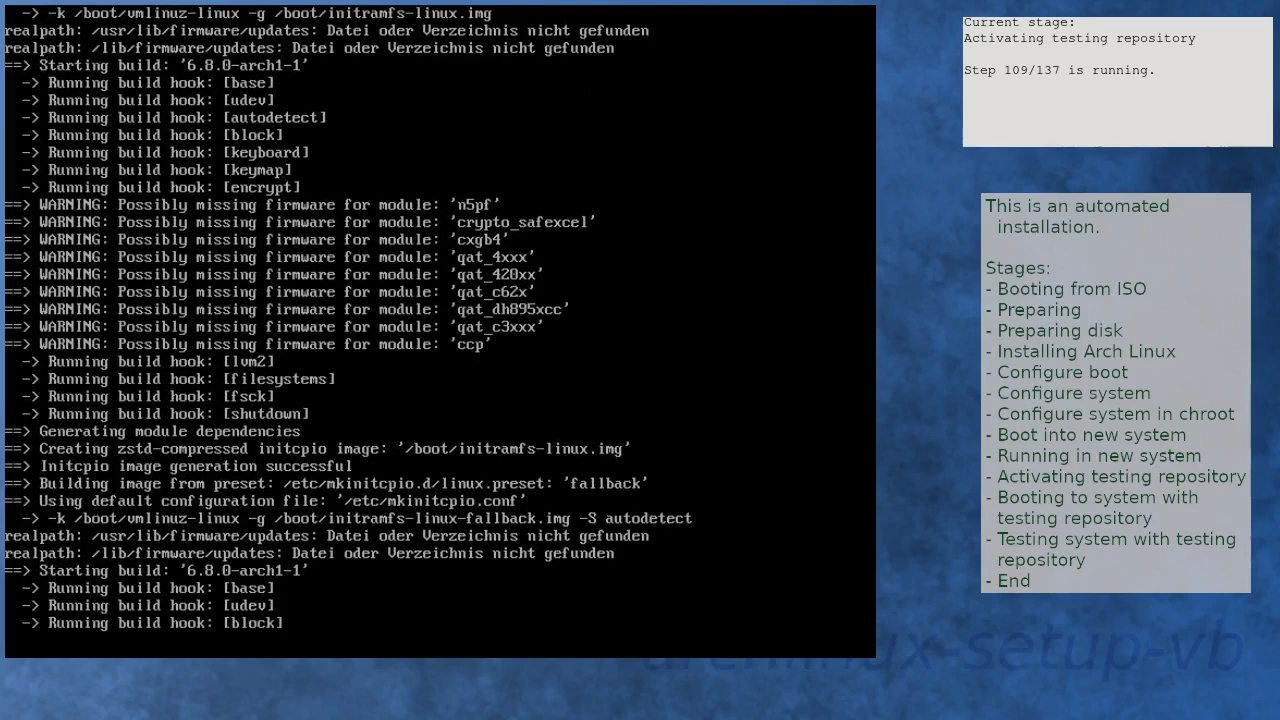 -> -k /boot/vmlinuz-linux -g /boot/initramfs-linux.img
realpath: /usr/lib/firmware/updates: Datei oder Verzeichnis nicht gefunden
realpath: /lib/firmware/updates: Datei oder Verzeichnis nicht gefunden
==> Starting build: '6.8.0-arch1-1'
-> Running build hook: [base]
-> Running build hook: [udev]
-> Running build hook: [autodetect]
-> Running build hook: [block]
-> Running build hook: [keyboard]
-> Running build hook: [keymap]
-> Running build hook: [encrypt]
==> WARNING: Possibly missing firmware for module: 'n5pf'
==> WARNING: Possibly missing firmware for module: 'crypto_safexcel'
==> WARNING: Possibly missing firmware for module: 'cxgb4'
==> WARNING: Possibly missing firmware for module: 'qat_4xxx'
==> WARNING: Possibly missing firmware for module: 'qat_420xx'
==> WARNING: Possibly missing firmware for module: 'qat_c62x'
==> WARNING: Possibly missing firmware for module: 'qat_dh895xcc'
==> WARNING: Possibly missing firmware for module: 'qat_c3xxx'
==> WARNING: Possibly missing firmware for module: 'ccp'
-> Running build hook: [lvm2]
-> Running build hook: [filesystems]
-> Running build hook: [fsck]
-> Running build hook: [shutdown]
==> Generating module dependencies
==> Creating zstd-compressed initcpio image: '/boot/initramfs-linux.img'
==> Initcpio image generation successful
==> Building image from preset: /etc/mkinitcpio.d/linux.preset: 'fallback'
==> Using default configuration file: '/etc/mkinitcpio.conf'
-> -k /boot/vmlinuz-linux -g /boot/initramfs-linux-fallback.img -S autodetect
realpath: /usr/lib/firmware/updates: Datei oder Verzeichnis nicht gefunden
realpath: /lib/firmware/updates: Datei oder Verzeichnis nicht gefunden
==> Starting build: '6.8.0-arch1-1'
-> Running build hook: [base]
-> Running build hook: [udev]
-> Running build hook: [block]
Current stage:
Activating testing repository
Step 109/137 is running.
This is an automated
installation.
Stages:
- Booting from ISO
- Preparing
- Preparing disk
- Installing Arch Linux
- Configure boot
- Configure system
- Configure system in chroot
- Boot into new system
- Running in new system
- Activating testing repository
- Booting to system with
testing repository
- Testing system with testing
repository
- End
archlinux-setup-vb